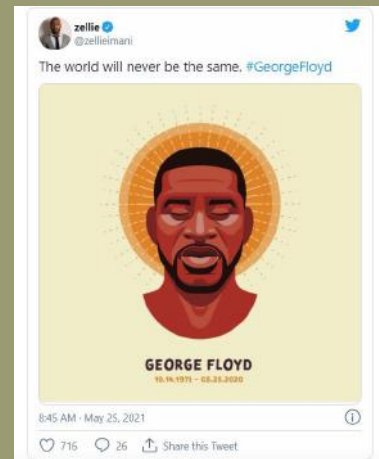 zellie
@zellieimani
The world will never be the same. #GeorgeFloyd
GEORGE FLOYD
10.14.1973 - 05.25.2020
8:45 AM · May 25, 2021
716 26 Share this Tweet